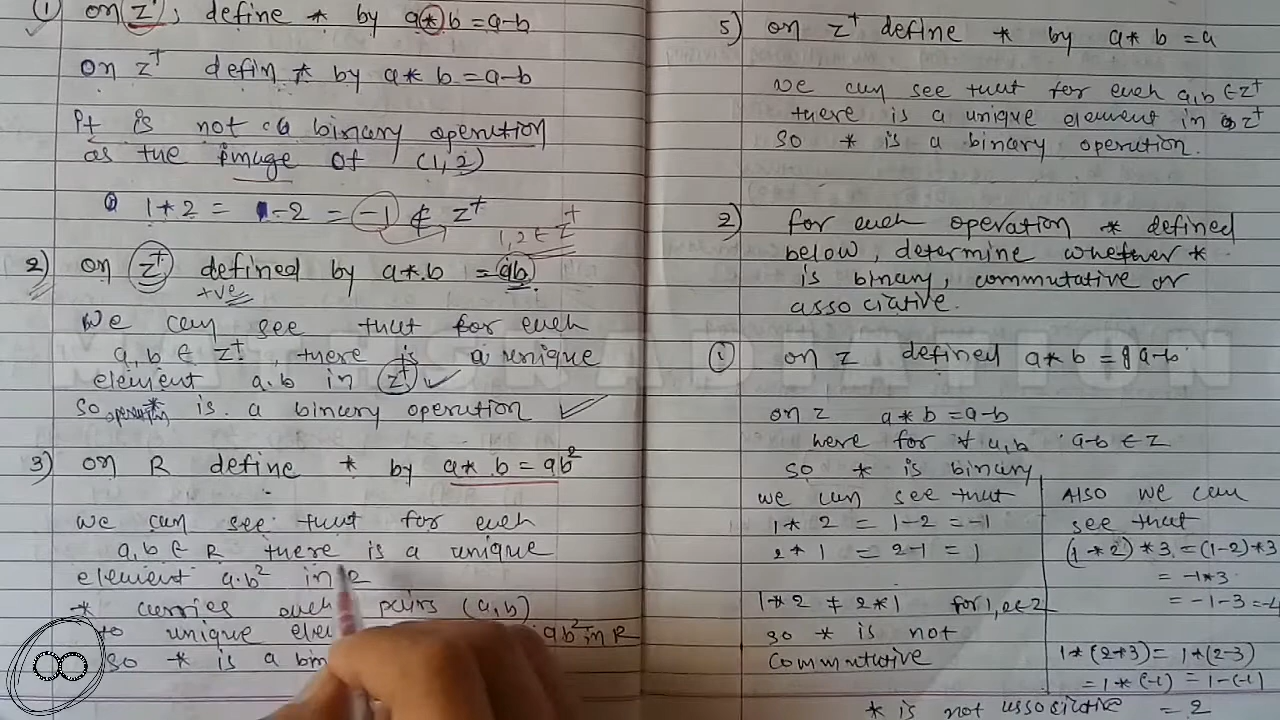 ① on Z⁺, define * by a*b = a-b
on Z⁺ defin * by a* b = a-b
It is not a binary operation
as the image of (1, 2)
1*2 = 1-2 = -1 ∉ Z⁺
1,2 ∈ Z⁺
2) on Z⁺ defined by a*b = ab
+ve
We can see that for each
a,b ∈ Z⁺, there is a unique
element a.b in Z⁺ ✓
so operation * is a binary operation ✓
3) on R define * by a* b = ab²
we can see that for each
a,b ∈ R there is a unique
element a.b² in R
* carries each pairs (a,b)
to unique ele ab² in R
so * is a bin
5) on Z⁺ define * by a* b = a
we can see that for each a,b ∈ Z⁺
there is a unique element in a Z⁺
so * is a binary operation.
2) for each operation * defined
below, determine whether *
is binary, commutative or
associative.
① on Z defined a*b = a-b
on Z a*b = a-b
here for ∀ a,b a-b ∈ Z
so * is binary
we can see that
1* 2 = 1-2 = -1
2* 1 = 2-1 = 1
1*2 ≠ 2*1 for 1,2 ∈ Z
so * is not
commutative
Also we can
see that
(1*2)*3 = (1-2)*3
= -1*3
= -1-3 = -4
1*(2*3) = 1*(2-3)
= 1*(-1) = 1-(-1)
= 2
* is not associative
MATHS RADIATION